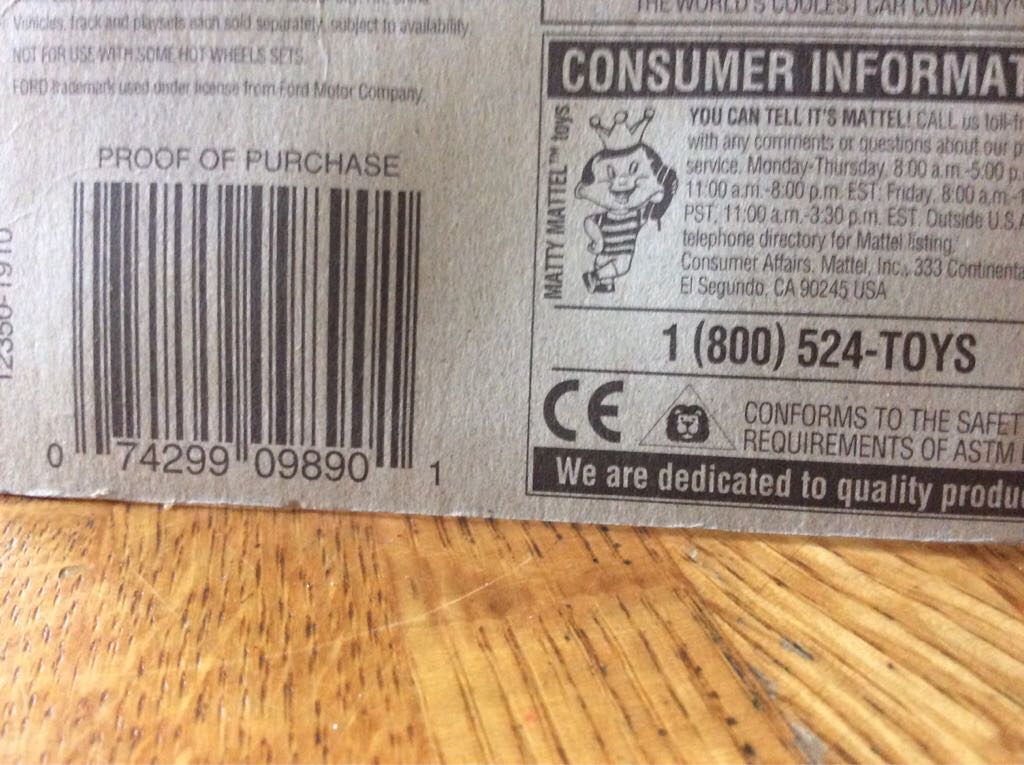 Vehicles, track and playsets each sold separately, subject to availability.
NOT FOR USE WITH SOME HOT WHEELS SETS.
FORD trademark used under license from Ford Motor Company.
PROOF OF PURCHASE
12350-1910
0 74299 09890 1
THE WORLD'S COOLEST CAR COMPANY
CONSUMER INFORMAT
MATTY MATTEL™ toys
YOU CAN TELL IT'S MATTEL! CALL us toll-fr
with any comments or questions about our p
service. Monday-Thursday, 8:00 a.m.-5:00 p.
11:00 a.m.-8:00 p.m. EST: Friday, 8:00 a.m.-1
PST, 11:00 a.m.-3:30 p.m. EST. Outside U.S.A
telephone directory for Mattel listing.
Consumer Affairs, Mattel, Inc., 333 Continenta
El Segundo, CA 90245 USA
1 (800) 524-TOYS
CE
CONFORMS TO THE SAFET
REQUIREMENTS OF ASTM
We are dedicated to quality produ